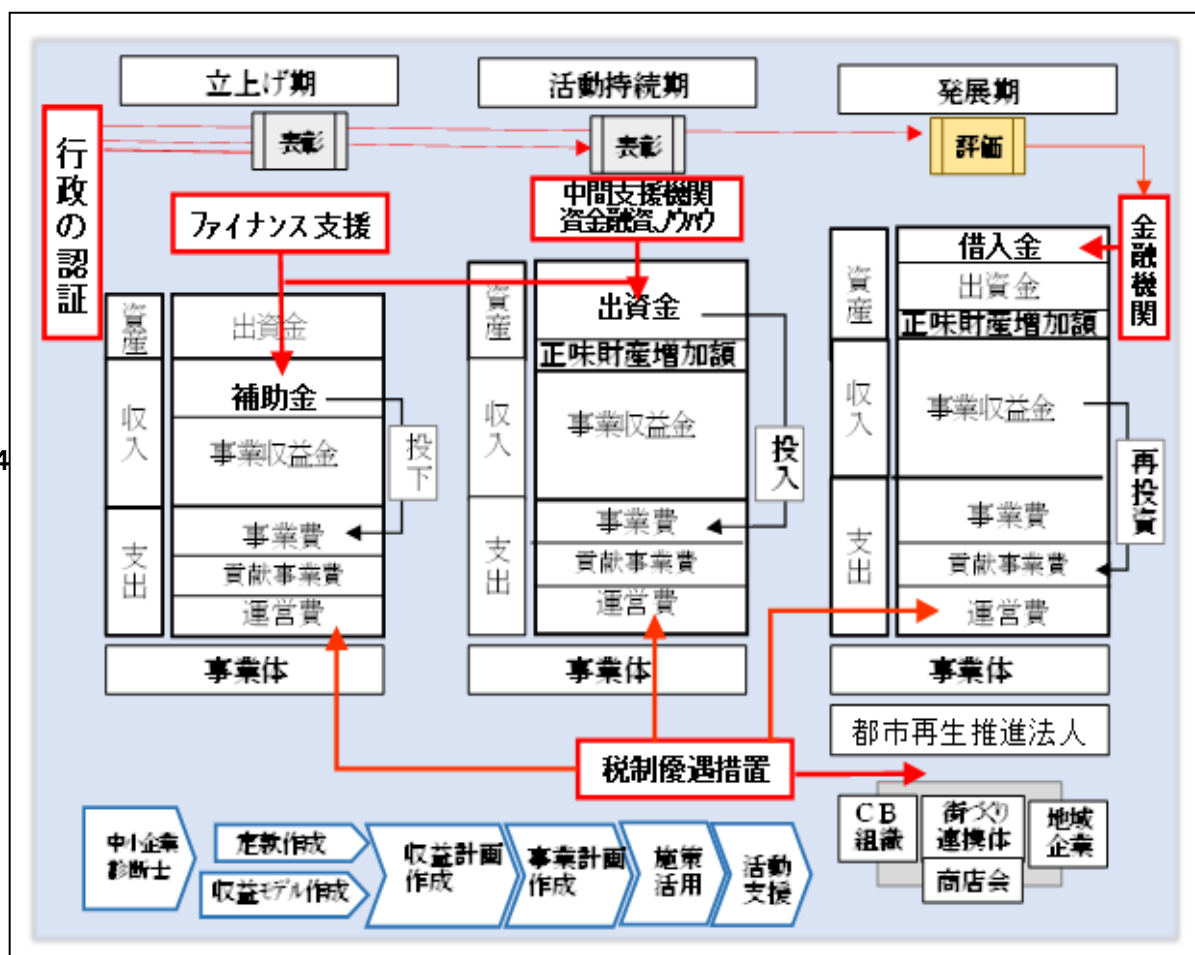 立上げ期
活動持続期
発展期
行政の認証
表彰
表彰
評価
ファイナンス支援
中間支援機関
資金融資、ノウハウ
金融機関
資産
収入
支出
出資金
補助金
事業収益金
事業費
貢献事業費
運営費
投下
事業体
資産
収入
支出
出資金
正味財産増加額
事業収益金
事業費
貢献事業費
運営費
投入
事業体
資産
収入
支出
借入金
出資金
正味財産増加額
事業収益金
事業費
貢献事業費
運営費
再投資
事業体
4
都市再生推進法人
税制優遇措置
CB
組織
街づくり
連携体
地域
企業
商店会
中小企業
診断士
定款作成
収益モデル作成
収益計画
作成
事業計画
作成
施策
活用
活動
支援